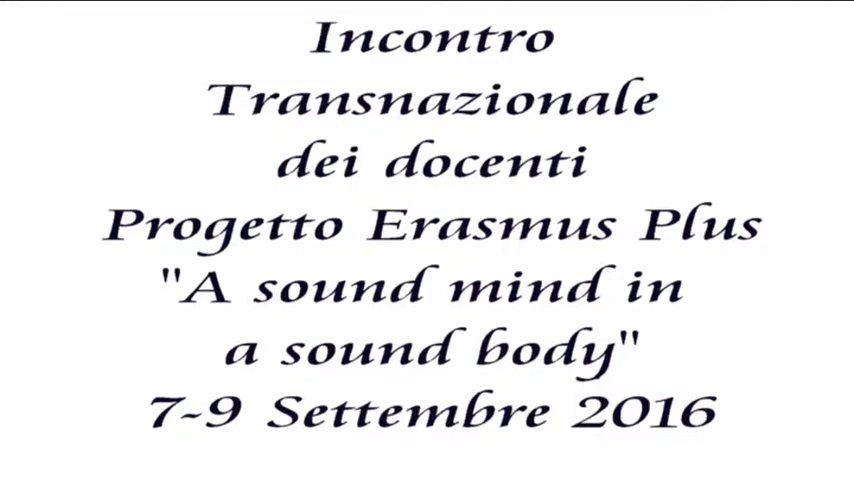 Incontro
Transnazionale
dei docenti
Progetto Erasmus Plus
"A sound mind in
a sound body"
7-9 Settembre 2016